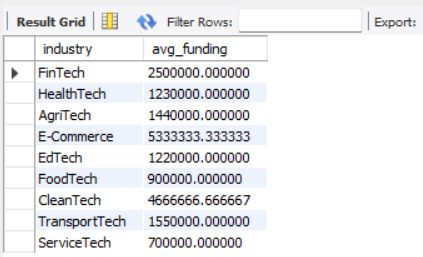 Result Grid Filter Rows: Export:
industry avg_funding
FinTech 2500000.000000
HealthTech 1230000.000000
AgriTech 1440000.000000
E-Commerce 5333333.333333
EdTech 1220000.000000
FoodTech 900000.000000
CleanTech 4666666.666667
TransportTech 1550000.000000
ServiceTech 700000.000000